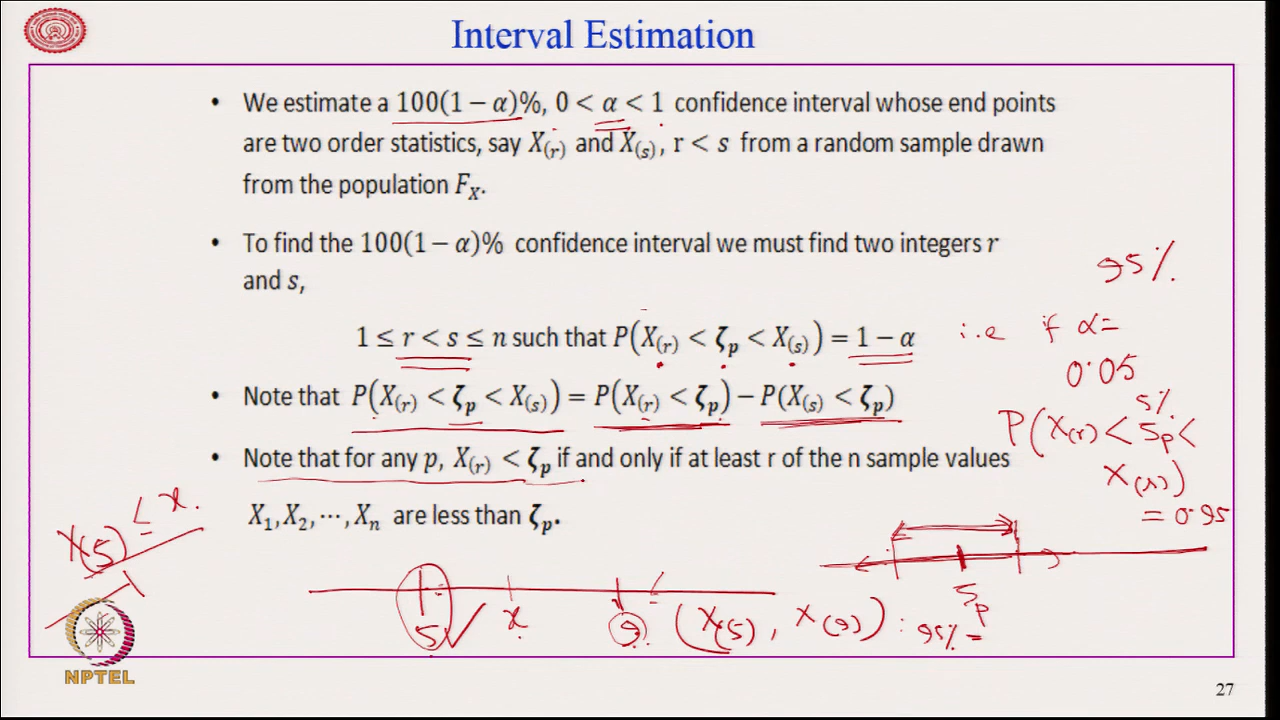 Interval Estimation
• We estimate a 100(1 − α)%, 0 < α < 1 confidence interval whose end points
are two order statistics, say X₍ᵣ₎ and X₍ₛ₎, r < s from a random sample drawn
from the population F_X.
• To find the 100(1 − α)% confidence interval we must find two integers r
and s,
95%
1 ≤ r < s ≤ n such that P(X₍ᵣ₎ < ζₚ < X₍ₛ₎) = 1 − α
i.e if α=
0.05
• Note that P(X₍ᵣ₎ < ζₚ < X₍ₛ₎) = P(X₍ᵣ₎ < ζₚ) − P(X₍ₛ₎ < ζₚ)
5%
P(X(r) < ζₚ <
X(s))
= 0.95
• Note that for any p, X₍ᵣ₎ < ζₚ if and only if at least r of the n sample values
X₁, X₂, ⋯, Xₙ are less than ζₚ.
X(5) ≤ x.
ζₚ
5 x 9 (X(5), X(9)) : 95% =
NPTEL
27